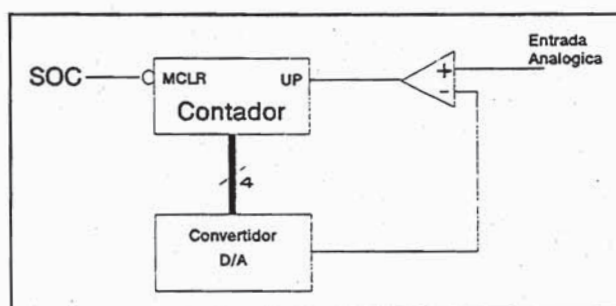 Entrada
Analogica
SOC
MCLR
UP
+
-
Contador
4
Convertidor
D/A